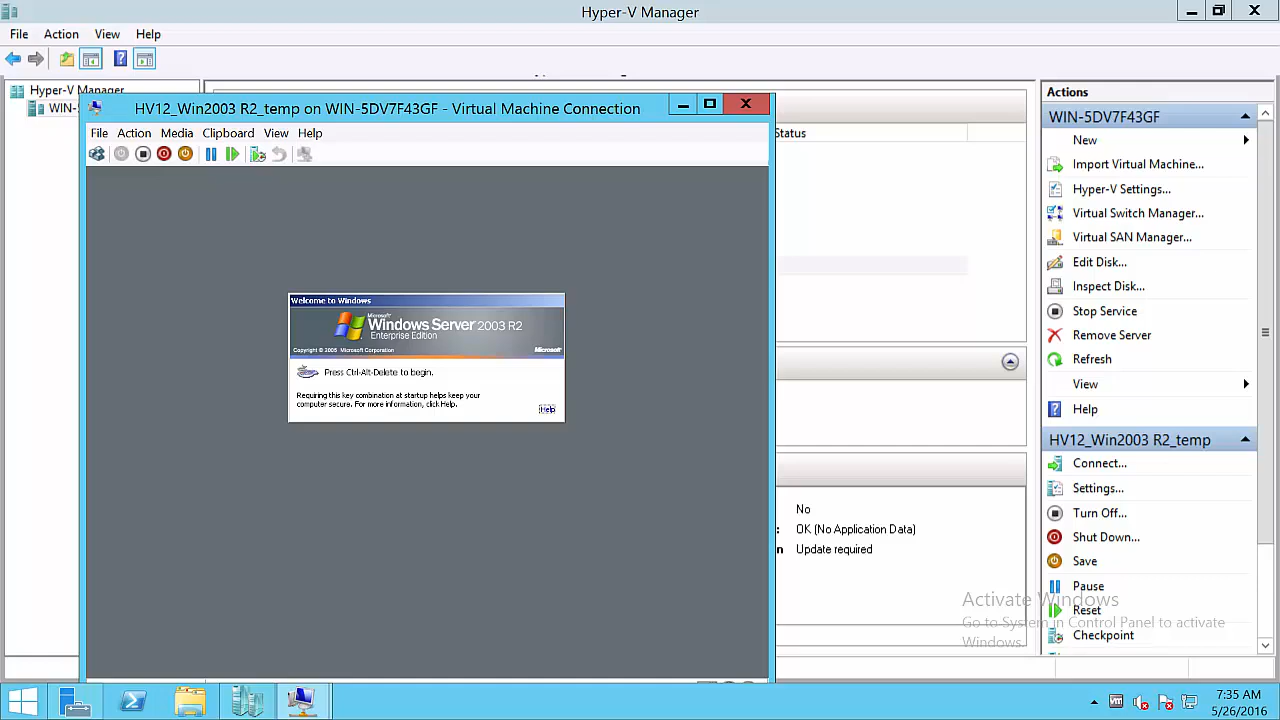 Hyper-V Manager
File Action View Help
Hyper-V Manager
WIN-5
HV12_Win2003 R2_temp on WIN-5DV7F43GF - Virtual Machine Connection
File Action Media Clipboard View Help
Status
Welcome to Windows
Microsoft
Windows Server 2003 R2
Enterprise Edition
Copyright © 2005 Microsoft Corporation
Microsoft
Press Ctrl-Alt-Delete to begin.
Requiring this key combination at startup helps keep your
computer secure. For more information, click Help.
Help
No
: OK (No Application Data)
n Update required
Actions
WIN-5DV7F43GF
New
Import Virtual Machine...
Hyper-V Settings...
Virtual Switch Manager...
Virtual SAN Manager...
Edit Disk...
Inspect Disk...
Stop Service
Remove Server
Refresh
View
Help
HV12_Win2003 R2_temp
Connect...
Settings...
Turn Off...
Shut Down...
Save
Pause
Reset
Checkpoint
Activate Windows
Go to System in Control Panel to activate
Windows.
7:35 AM
5/26/2016